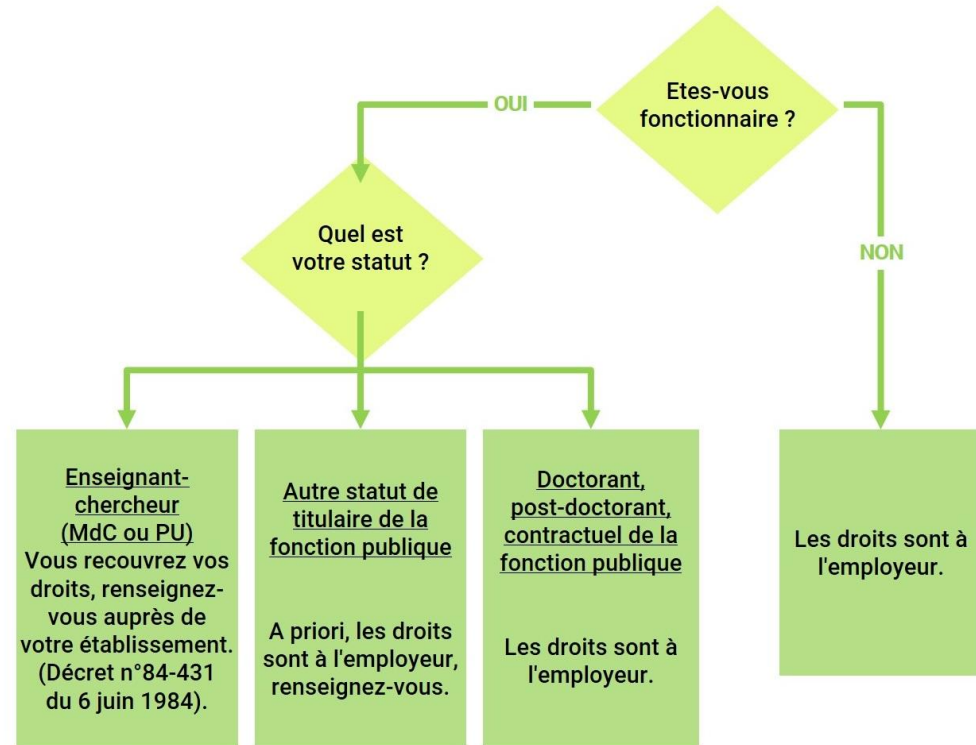 Etes-vous
fonctionnaire ?
OUI
NON
Quel est
votre statut ?
Enseignant-
chercheur
(MdC ou PU)
Vous recouvrez vos
droits, renseignez-
vous auprès de
votre établissement.
(Décret n°84-431
du 6 juin 1984).
Autre statut de
titulaire de la
fonction publique
A priori, les droits
sont à l'employeur,
renseignez-vous.
Doctorant,
post-doctorant,
contractuel de la
fonction publique
Les droits sont à
l'employeur.
Les droits sont à
l'employeur.